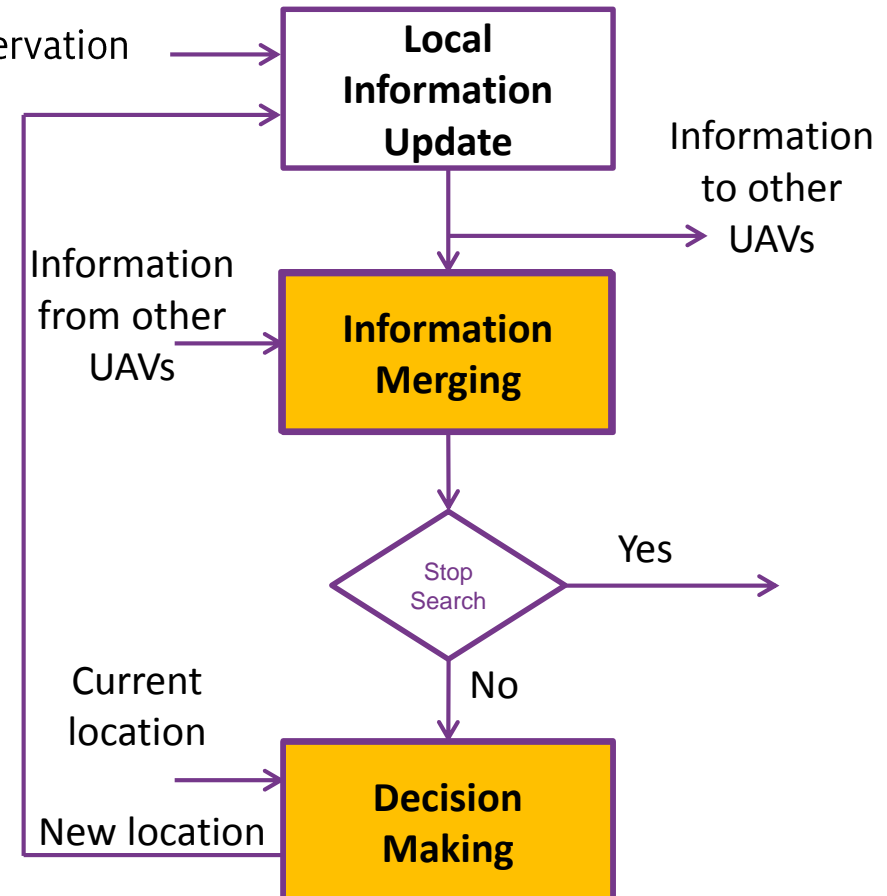 ervation
Local
Information
Update
Information
to other
UAVs
Information
from other
UAVs
Information
Merging
Stop
Search
Yes
No
Current
location
Decision
Making
New location